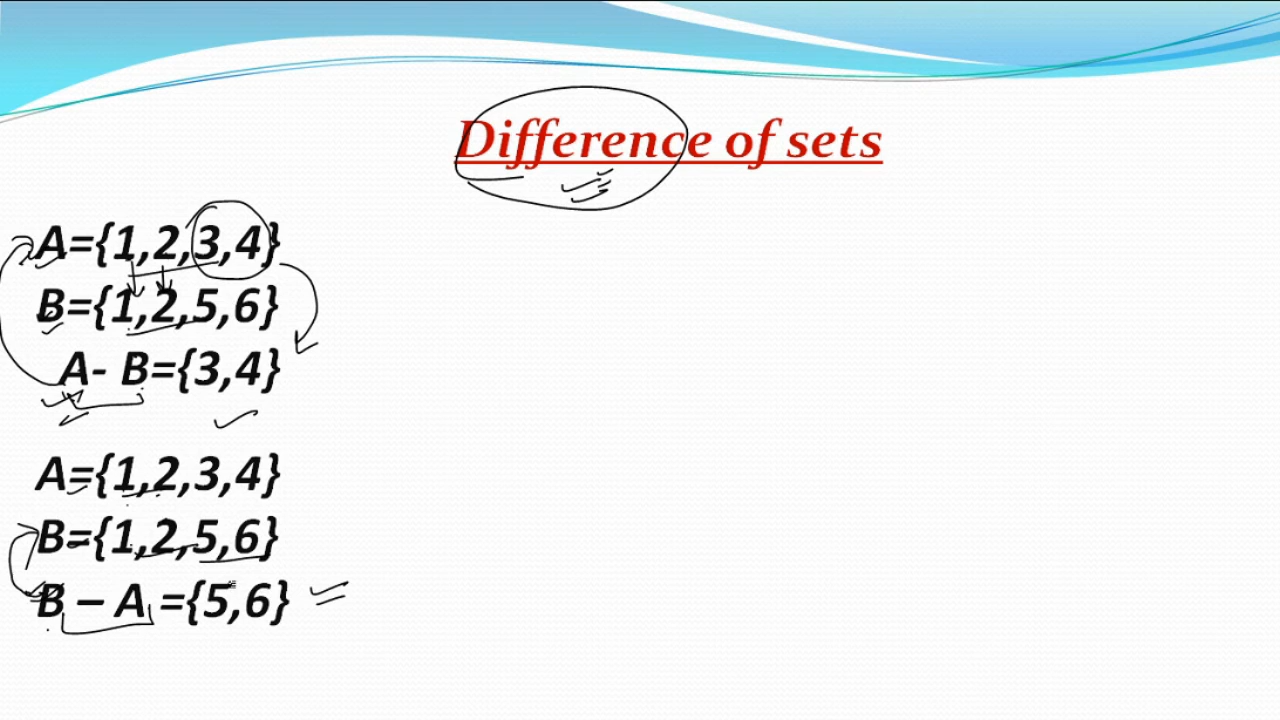 Difference of sets
A={1,2,3,4}
B={1,2,5,6}
A- B={3,4}
A={1,2,3,4}
B={1,2,5,6}
B – A ={5,6}